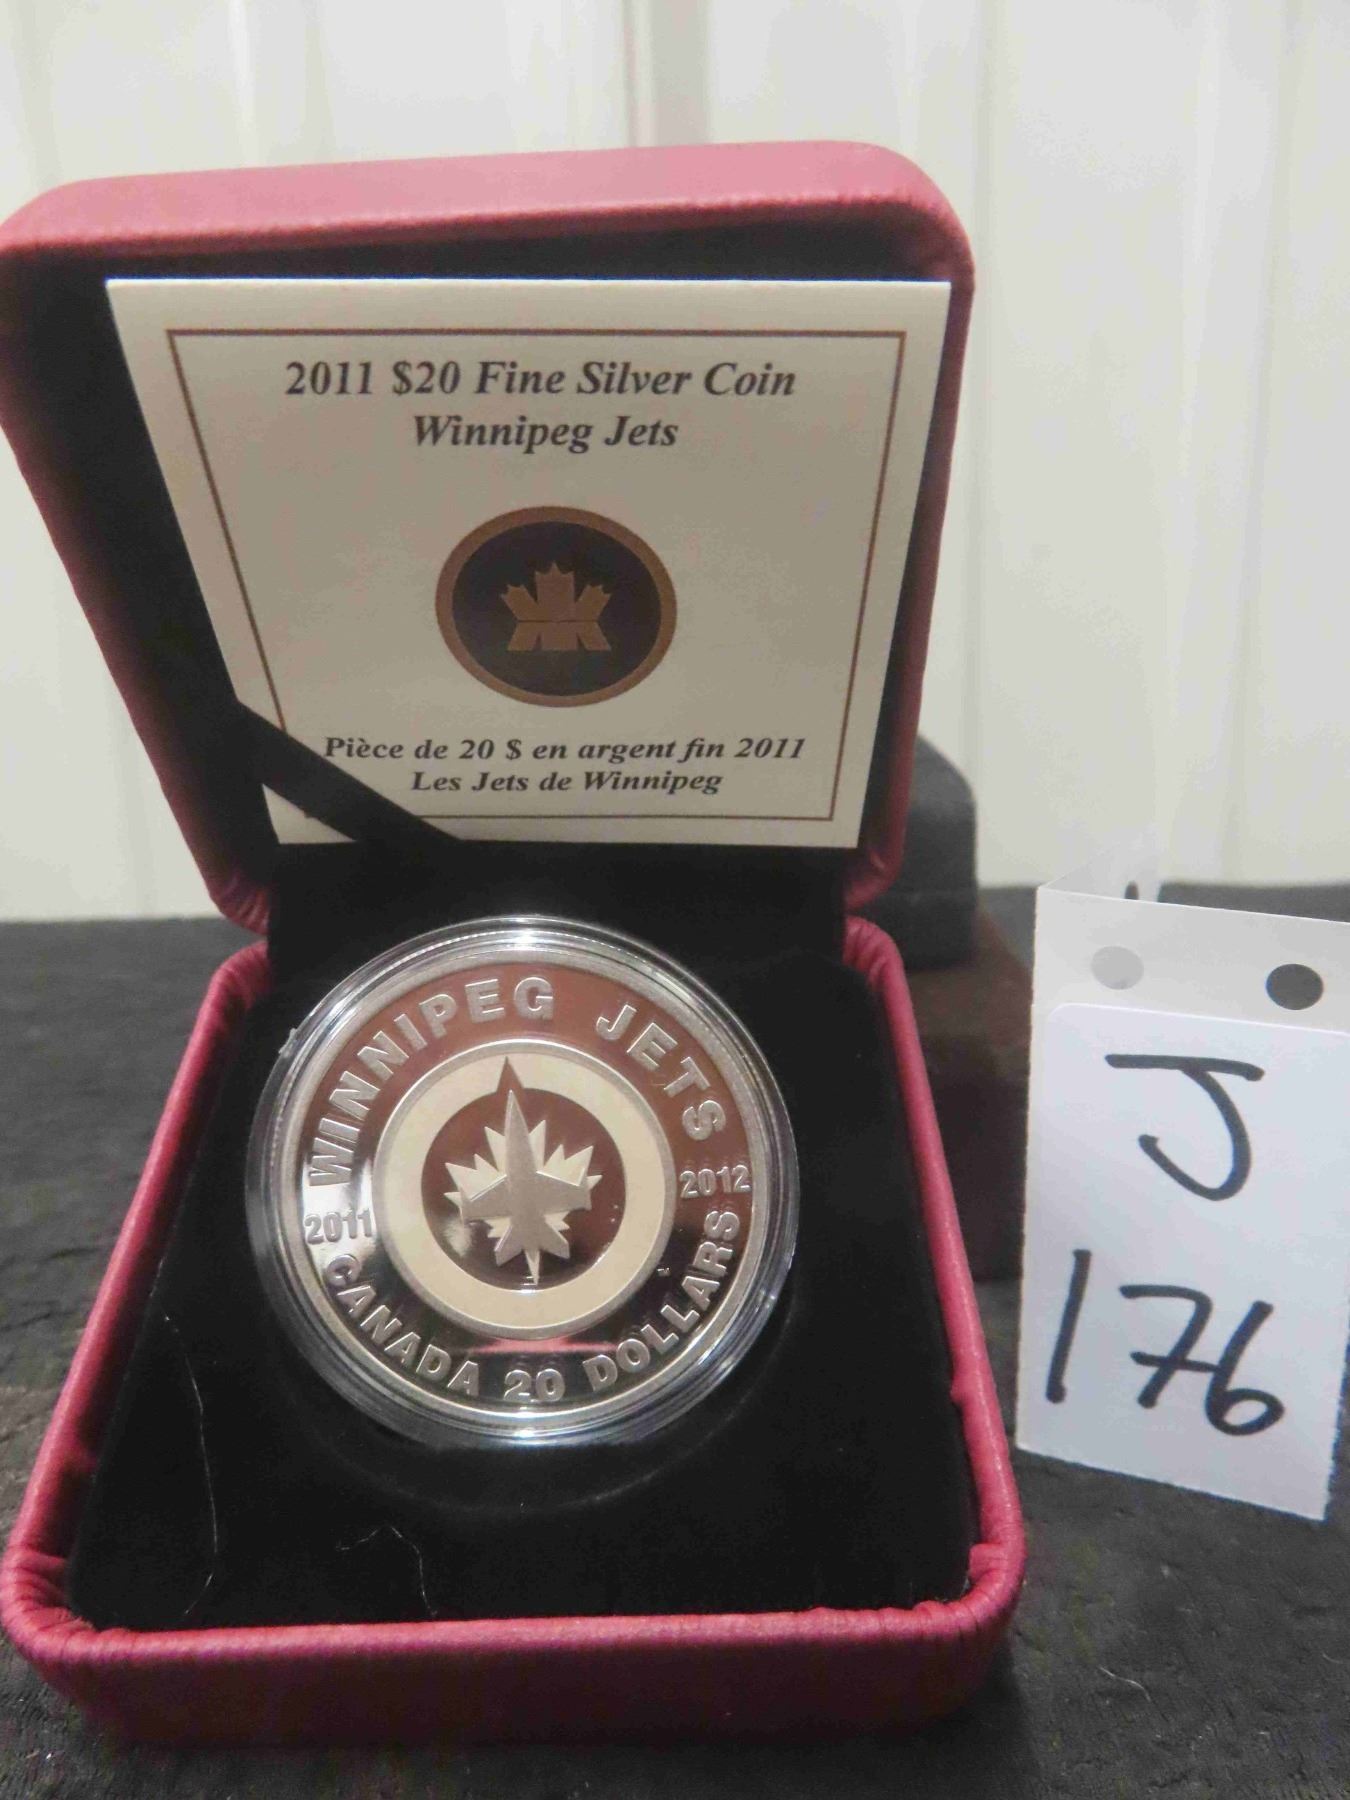 2011 $20 Fine Silver Coin
Winnipeg Jets
Pièce de 20 $ en argent fin 2011
Les Jets de Winnipeg
WINNIPEG JETS
2011
2012
CANADA 20 DOLLARS
J
176